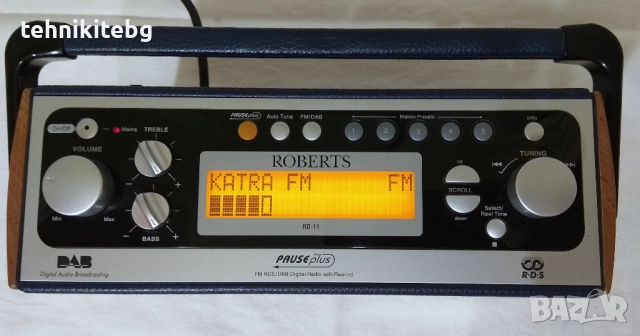 tehnikitebg
PAUSEplus Auto Tune FM/DAB Station Presets Info
On/Off Mains TREBLE
1 2 3 4 5
VOLUME ROBERTS TUNING
KATRA FM FM
up
SCROLL
down
Select/
Real Time
Min Max
BASS
RD-11
DAB
Digital Audio Broadcasting
PAUSEplus
FM RDS/DAB Digital Radio with Rewind
R·D·S
BAZAR